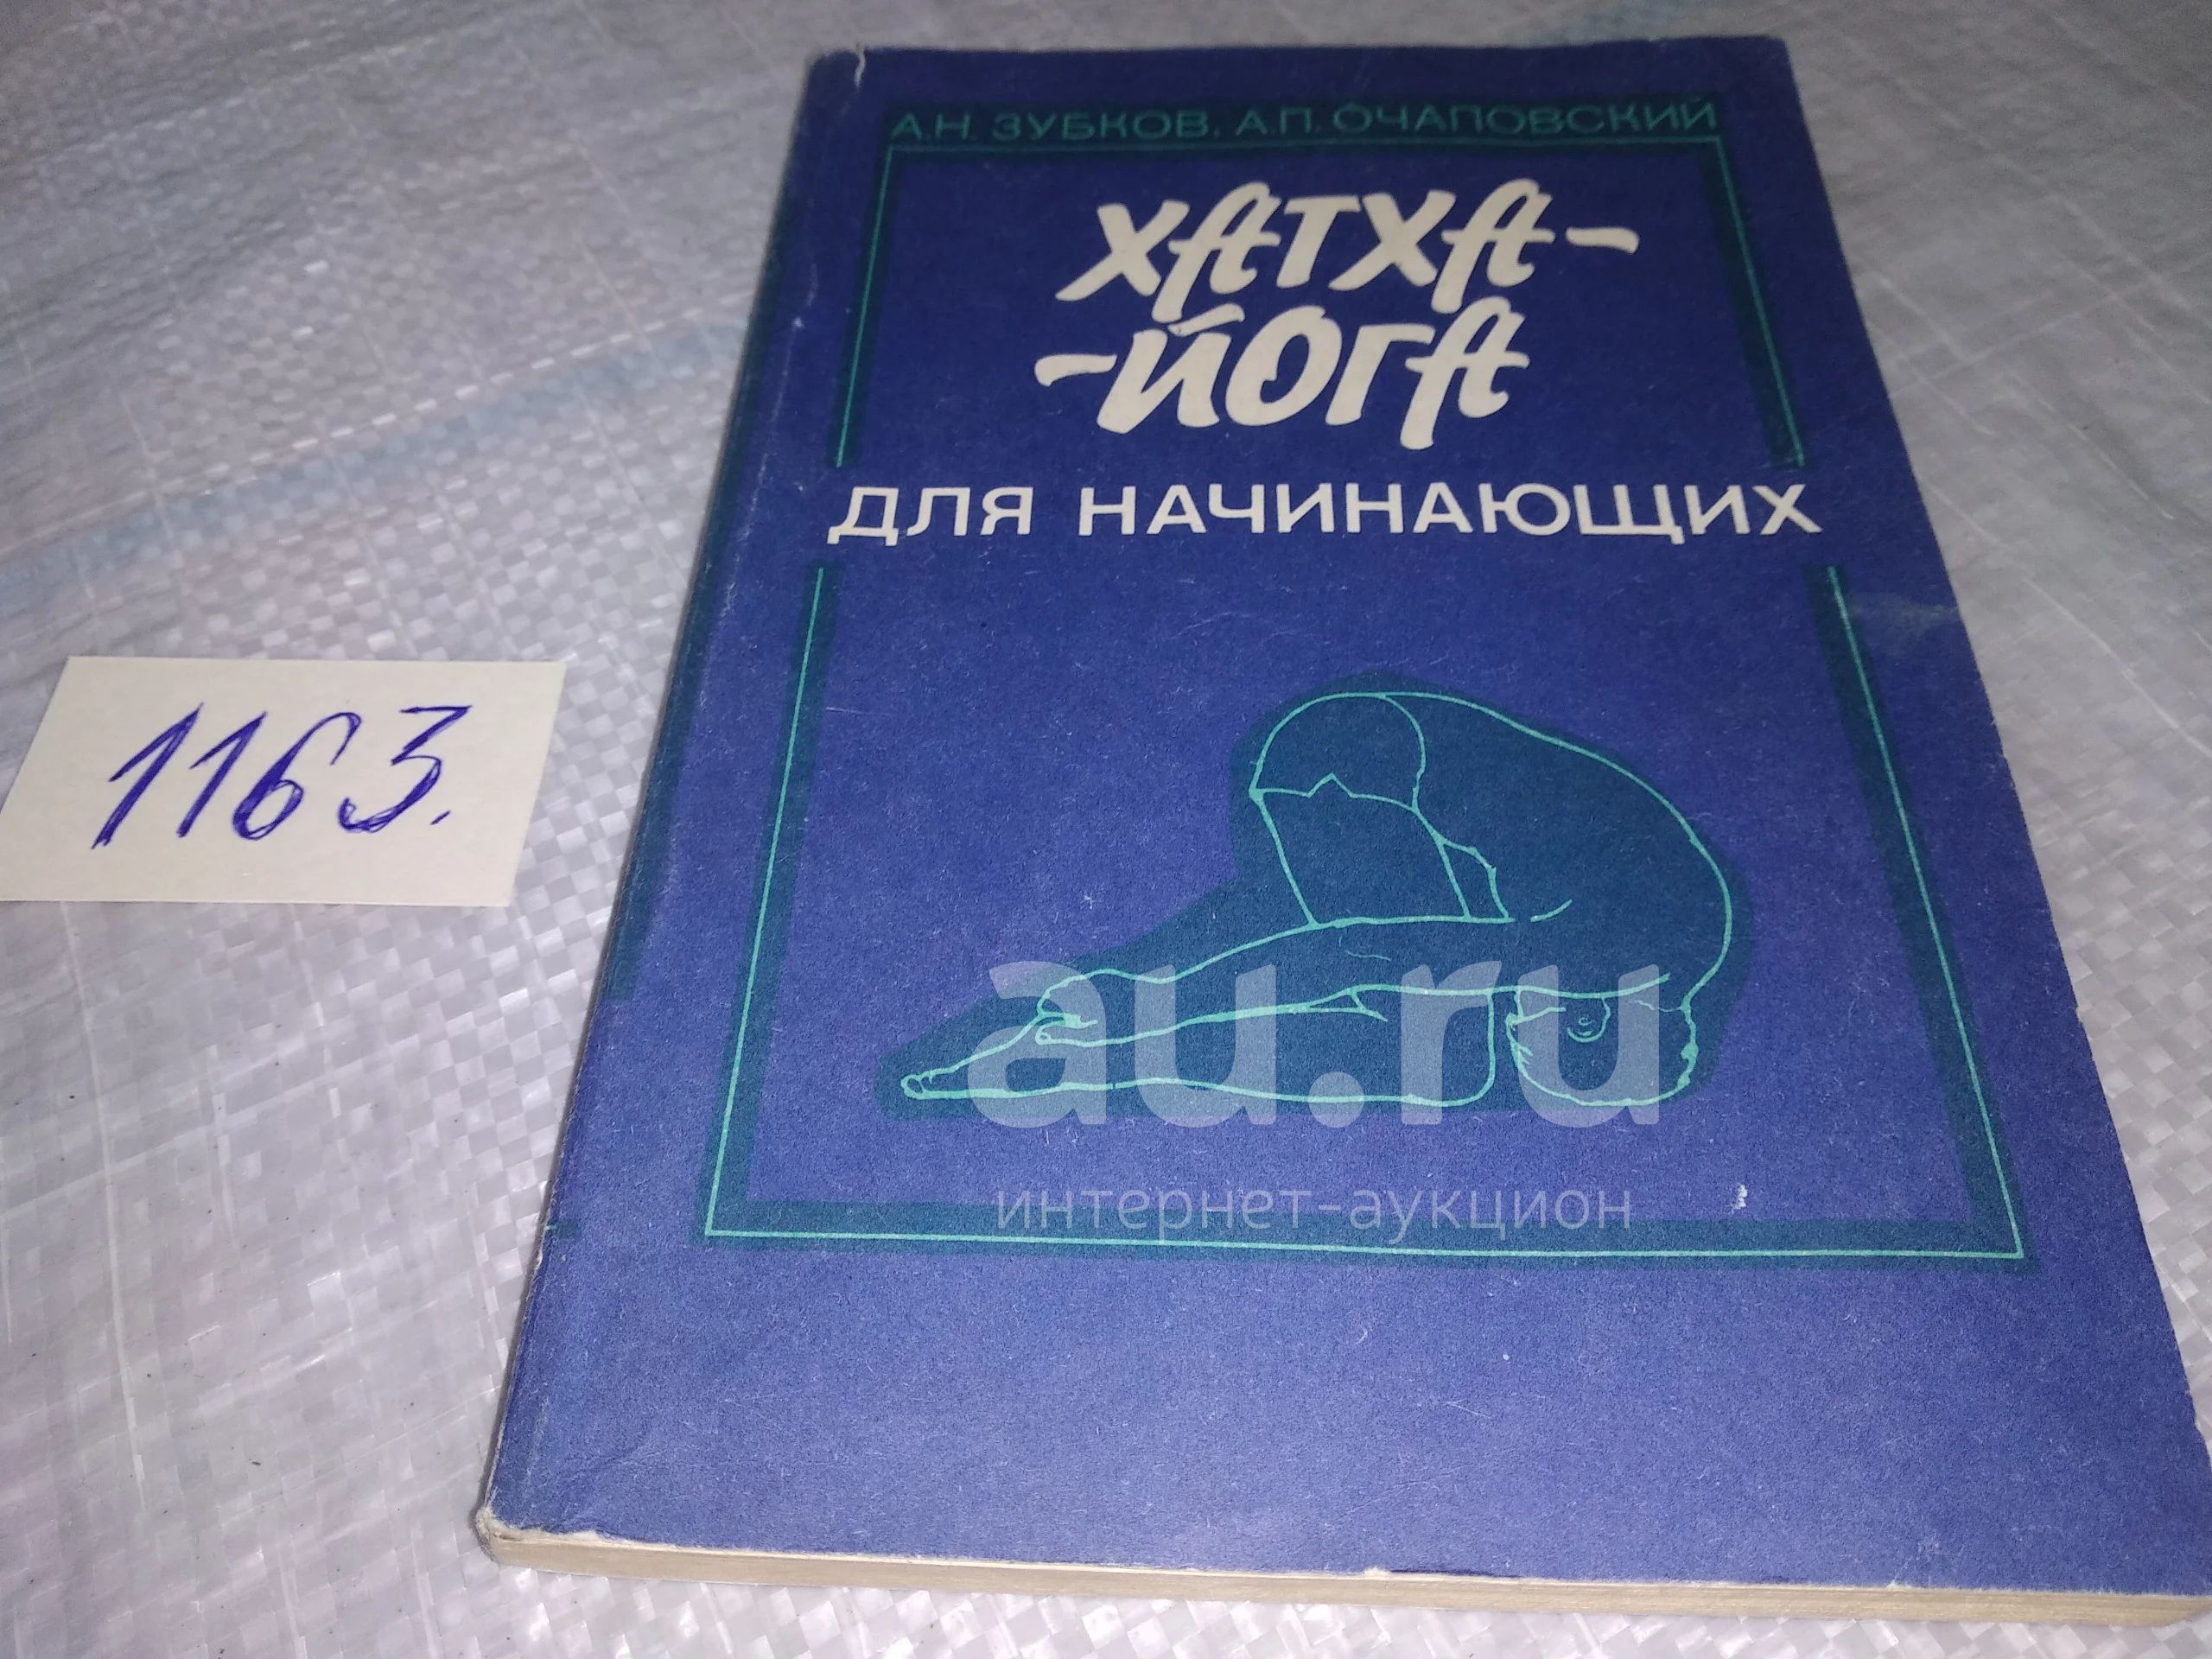 А.Н. ЗУБКОВ, А.П. ОЧАПОВСКИЙ
ХАТХА-
-ЙОГА
ДЛЯ НАЧИНАЮЩИХ
1163.
au.ru
интернет-аукцион